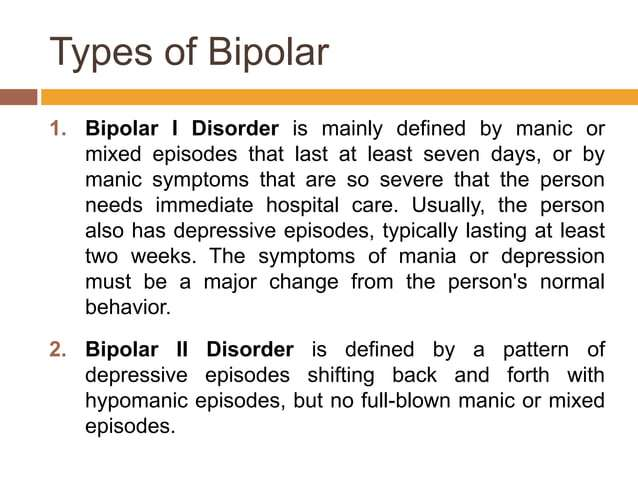 Types of Bipolar
1. Bipolar I Disorder is mainly defined by manic or
mixed episodes that last at least seven days, or by
manic symptoms that are so severe that the person
needs immediate hospital care. Usually, the person
also has depressive episodes, typically lasting at least
two weeks. The symptoms of mania or depression
must be a major change from the person's normal
behavior.
2. Bipolar II Disorder is defined by a pattern of
depressive episodes shifting back and forth with
hypomanic episodes, but no full-blown manic or mixed
episodes.